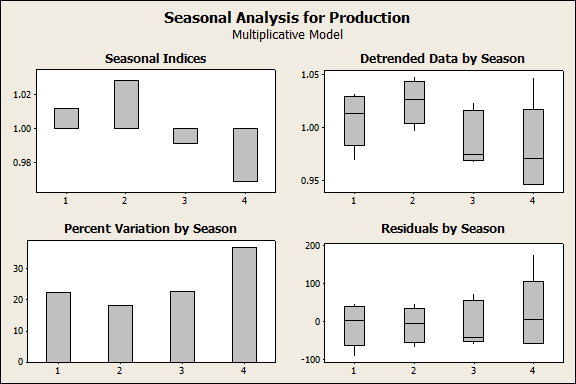 Seasonal Analysis for Production
Multiplicative Model
Seasonal Indices
1.02
1.00
0.98
1 2 3 4
Detrended Data by Season
1.05
1.00
0.95
1 2 3 4
Percent Variation by Season
30
20
10
0
1 2 3 4
Residuals by Season
200
100
0
-100
1 2 3 4